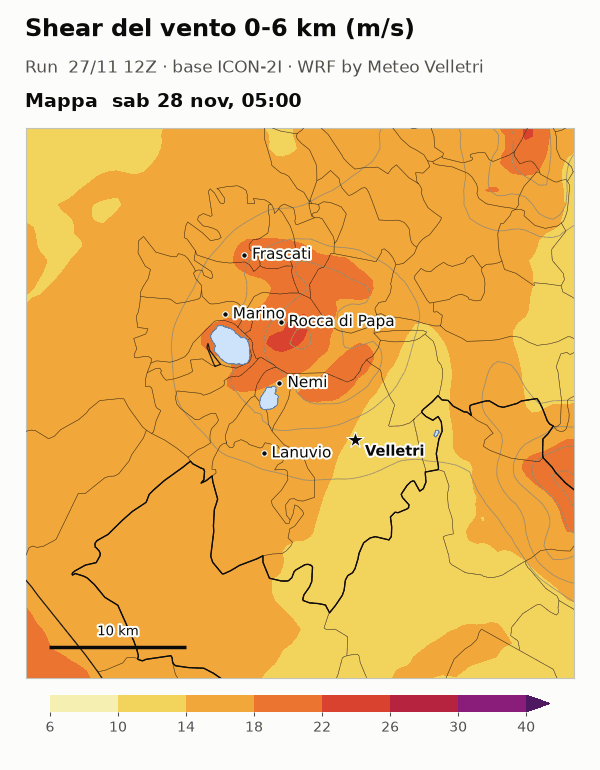 Shear del vento 0-6 km (m/s)
Run  27/11 12Z · base ICON-2I · WRF by Meteo Velletri
Mappa  sab 28 nov, 05:00
Frascati
Marino
Rocca di Papa
Nemi
Velletri
Lanuvio
10 km
6 10 14 18 22 26 30 40